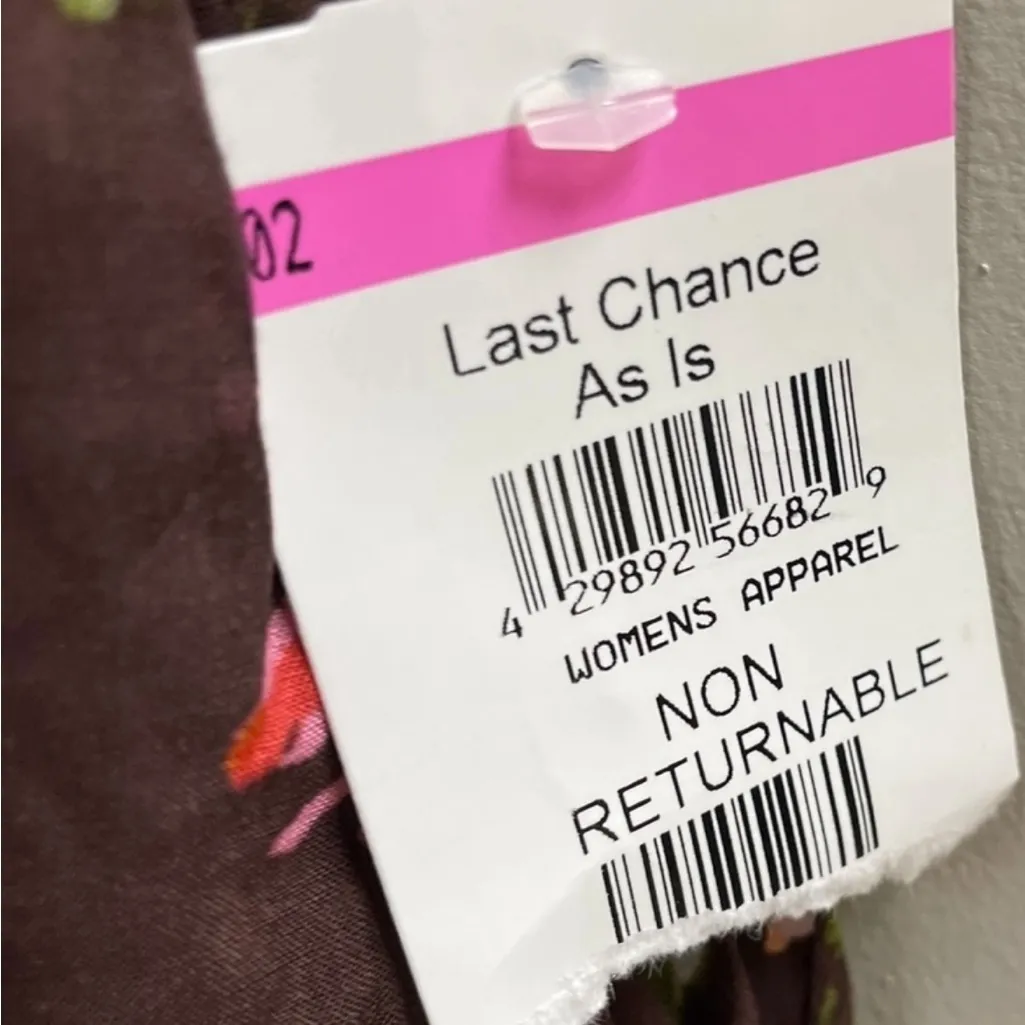 02
Last Chance
As Is
4 29892 56682 9
WOMENS APPAREL
NON
RETURNABLE